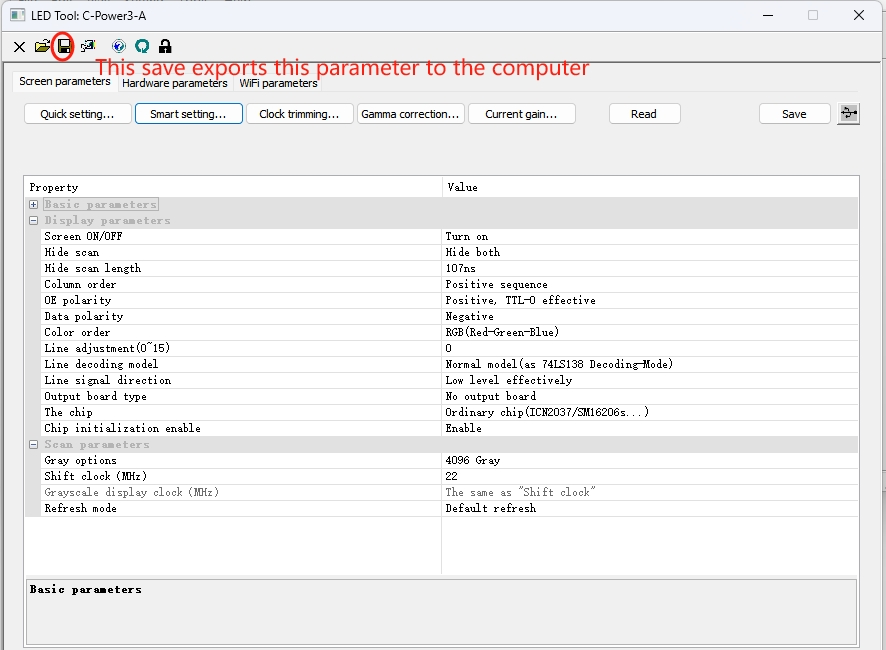 LED Tool: C-Power3-A
This save exports this parameter to the computer
Screen parameters Hardware parameters WiFi parameters
Quick setting... Smart setting... Clock trimming... Gamma correction... Current gain... Read Save
Property Value
Basic parameters
Display parameters
Screen ON/OFF Turn on
Hide scan Hide both
Hide scan length 107ns
Column order Positive sequence
OE polarity Positive, TTL-0 effective
Data polarity Negative
Color order RGB(Red-Green-Blue)
Line adjustment(0~15) 0
Line decoding model Normal model(as 74LS138 Decoding-Mode)
Line signal direction Low level effectively
Output board type No output board
The chip Ordinary chip(ICN2037/SM16206s...)
Chip initialization enable Enable
Scan parameters
Gray options 4096 Gray
Shift clock (MHz) 22
Grayscale display clock (MHz) The same as "Shift clock"
Refresh mode Default refresh
Basic parameters